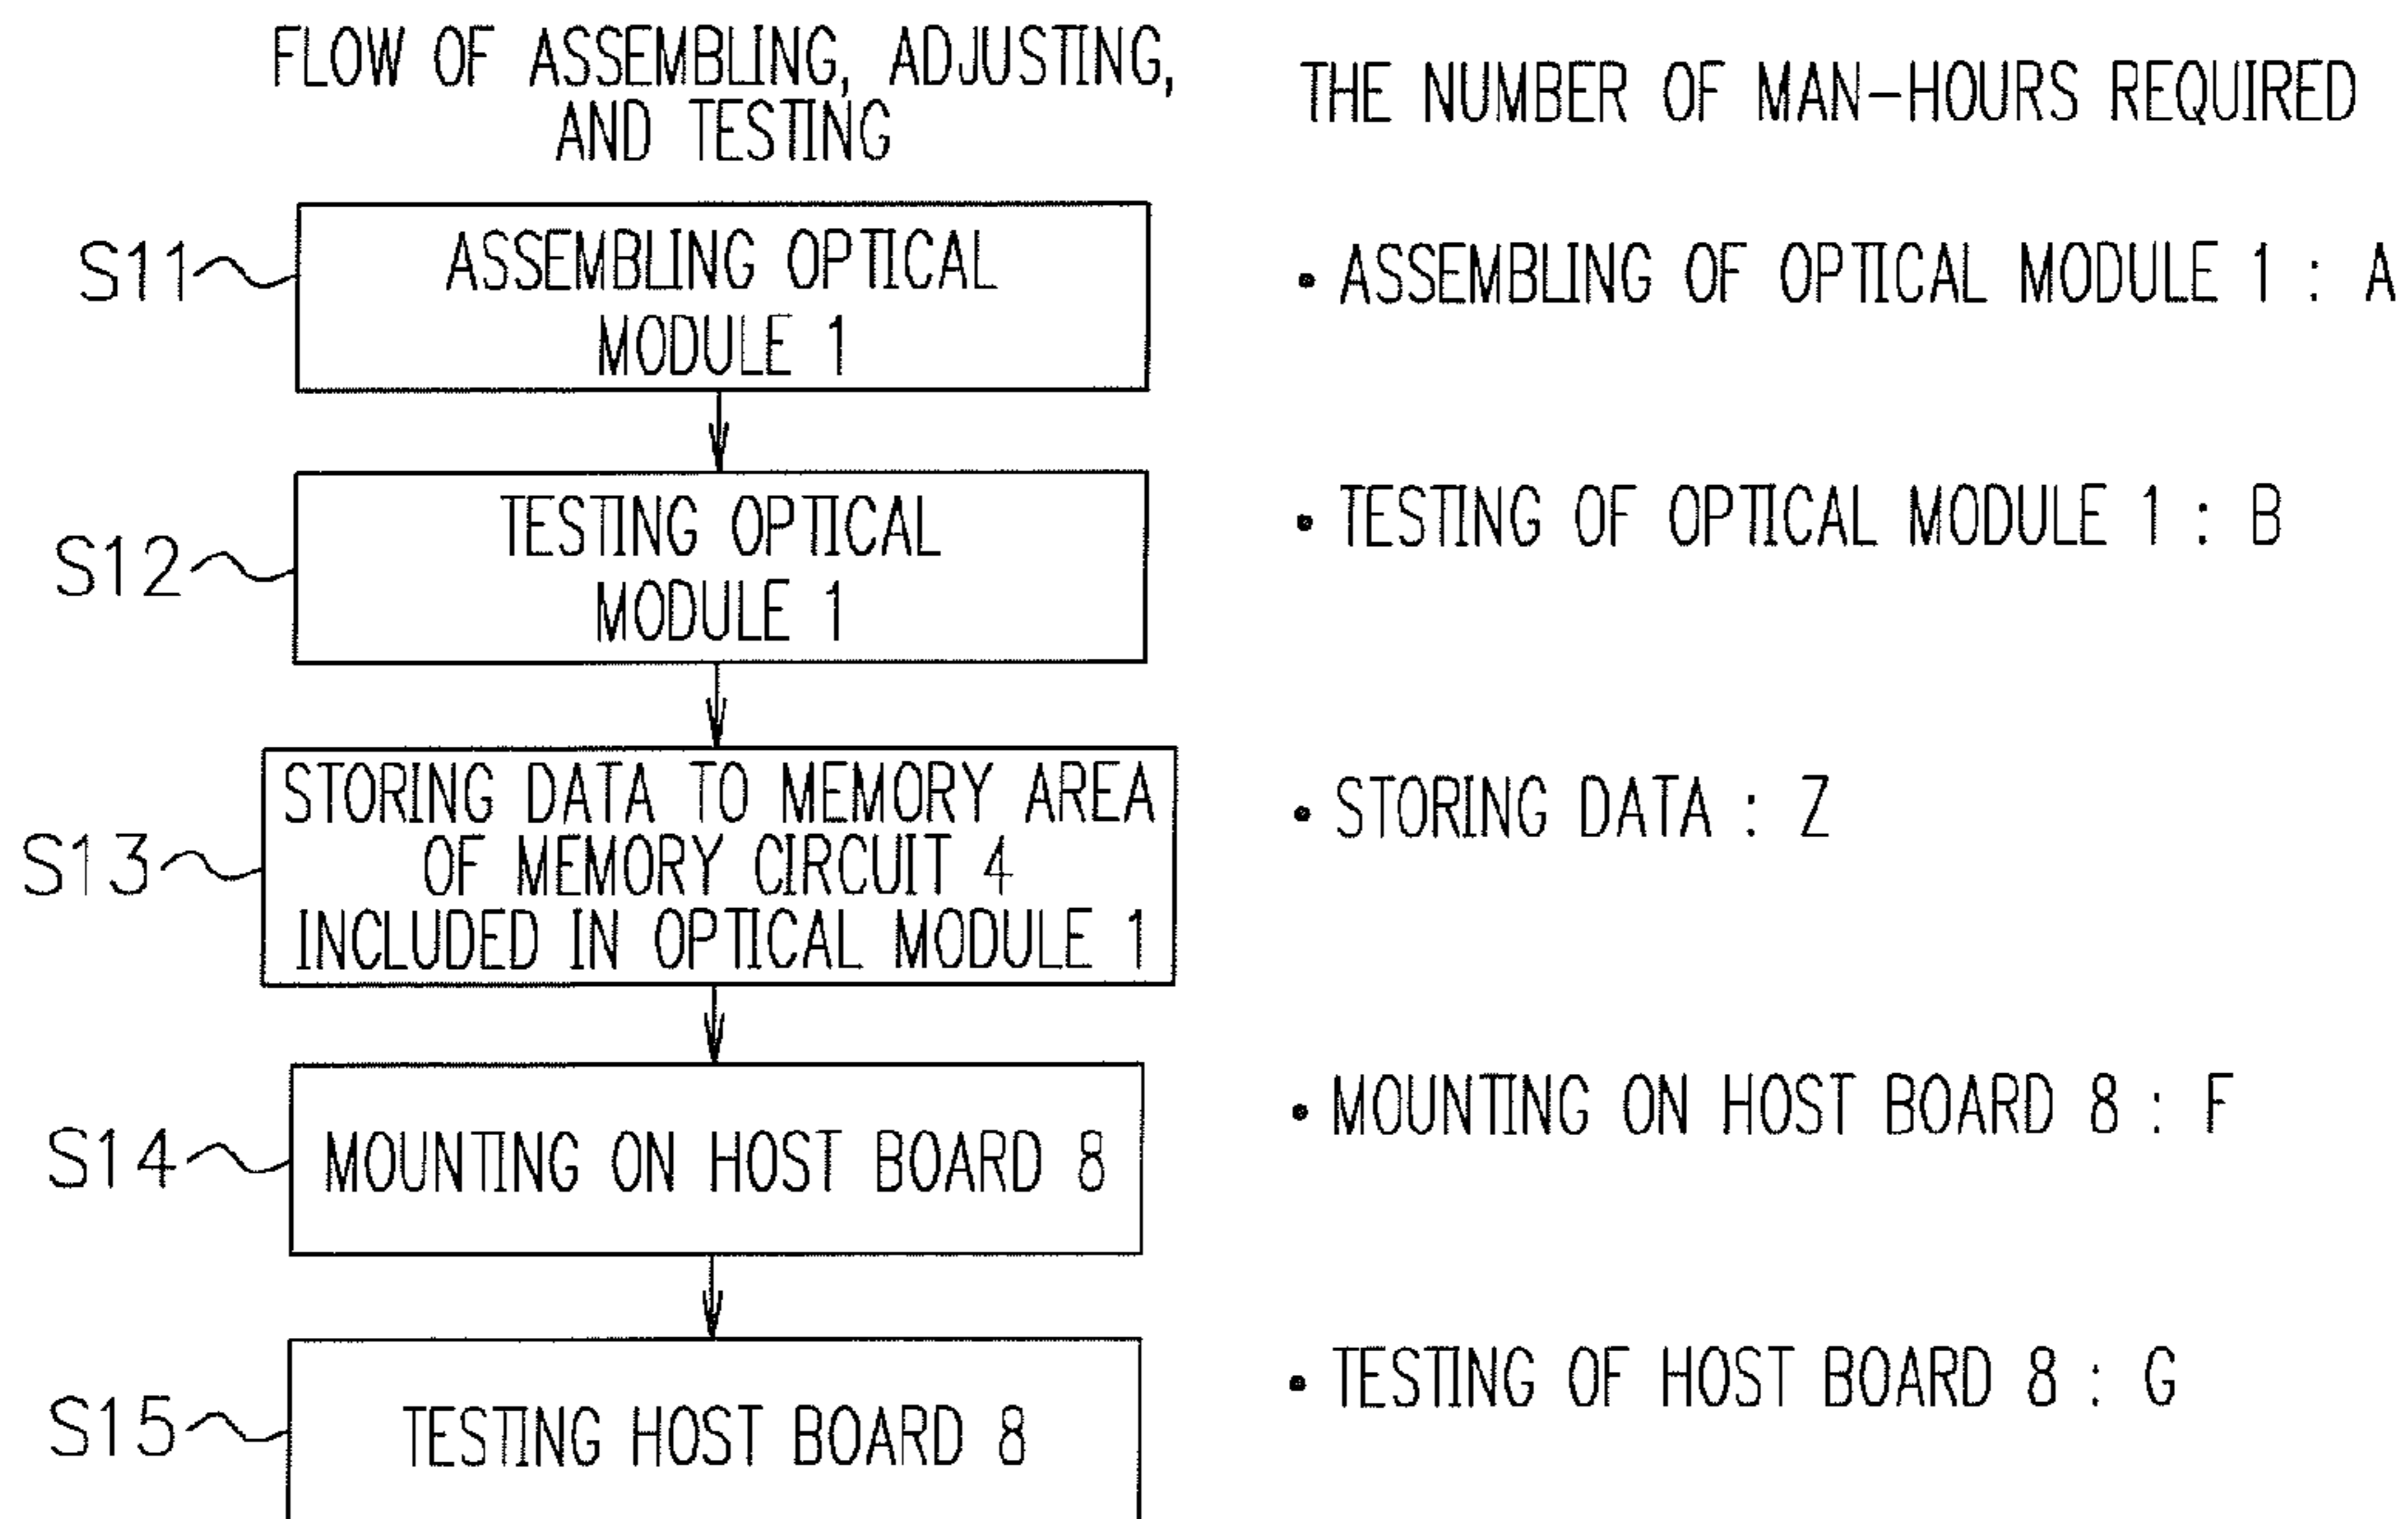 FLOW OF ASSEMBLING, ADJUSTING,
AND TESTING
THE NUMBER OF MAN-HOURS REQUIRED
S11
ASSEMBLING OPTICAL
MODULE 1
• ASSEMBLING OF OPTICAL MODULE 1 : A
S12
TESTING OPTICAL
MODULE 1
• TESTING OF OPTICAL MODULE 1 : B
S13
STORING DATA TO MEMORY AREA
OF MEMORY CIRCUIT 4
INCLUDED IN OPTICAL MODULE 1
• STORING DATA : Z
S14
MOUNTING ON HOST BOARD 8
• MOUNTING ON HOST BOARD 8 : F
S15
TESTING HOST BOARD 8
• TESTING OF HOST BOARD 8 : G